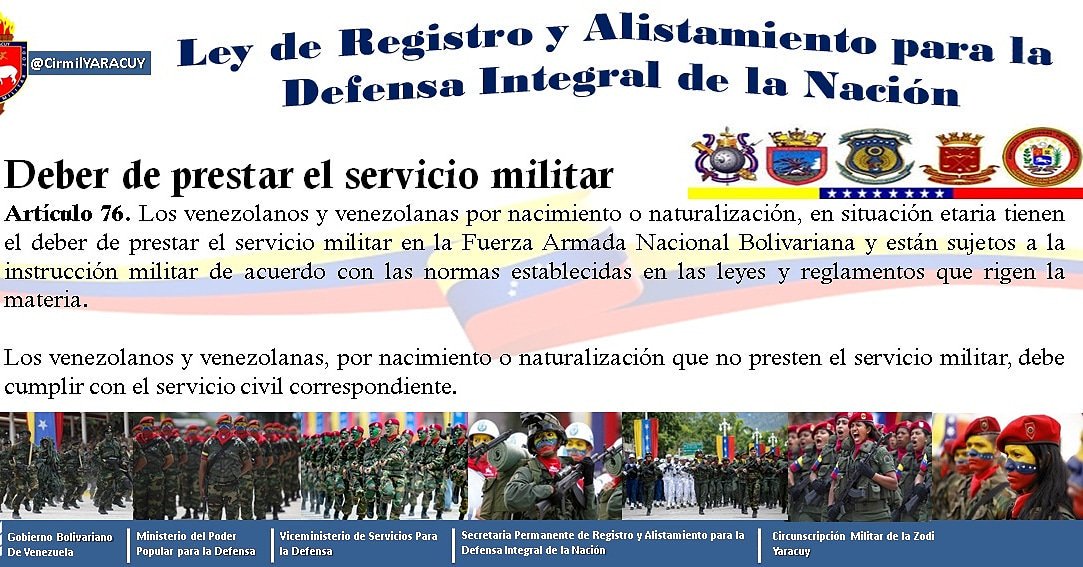 @CirmilYARACUY
Ley de Registro y Alistamiento para la
Defensa Integral de la Nación
Deber de prestar el servicio militar
Artículo 76. Los venezolanos y venezolanas por nacimiento o naturalización, en situación etaria tienen
el deber de prestar el servicio militar en la Fuerza Armada Nacional Bolivariana y están sujetos a la
instrucción militar de acuerdo con las normas establecidas en las leyes y reglamentos que rigen la
materia.
Los venezolanos y venezolanas, por nacimiento o naturalización que no presten el servicio militar, debe
cumplir con el servicio civil correspondiente.
Gobierno Bolivariano
De Venezuela
Ministerio del Poder
Popular para la Defensa
Viceministerio de Servicios Para
la Defensa
Secretaria Permanente de Registro y Alistamiento para la
Defensa Integral de la Nación
Circunscripción Militar de la Zodi
Yaracuy